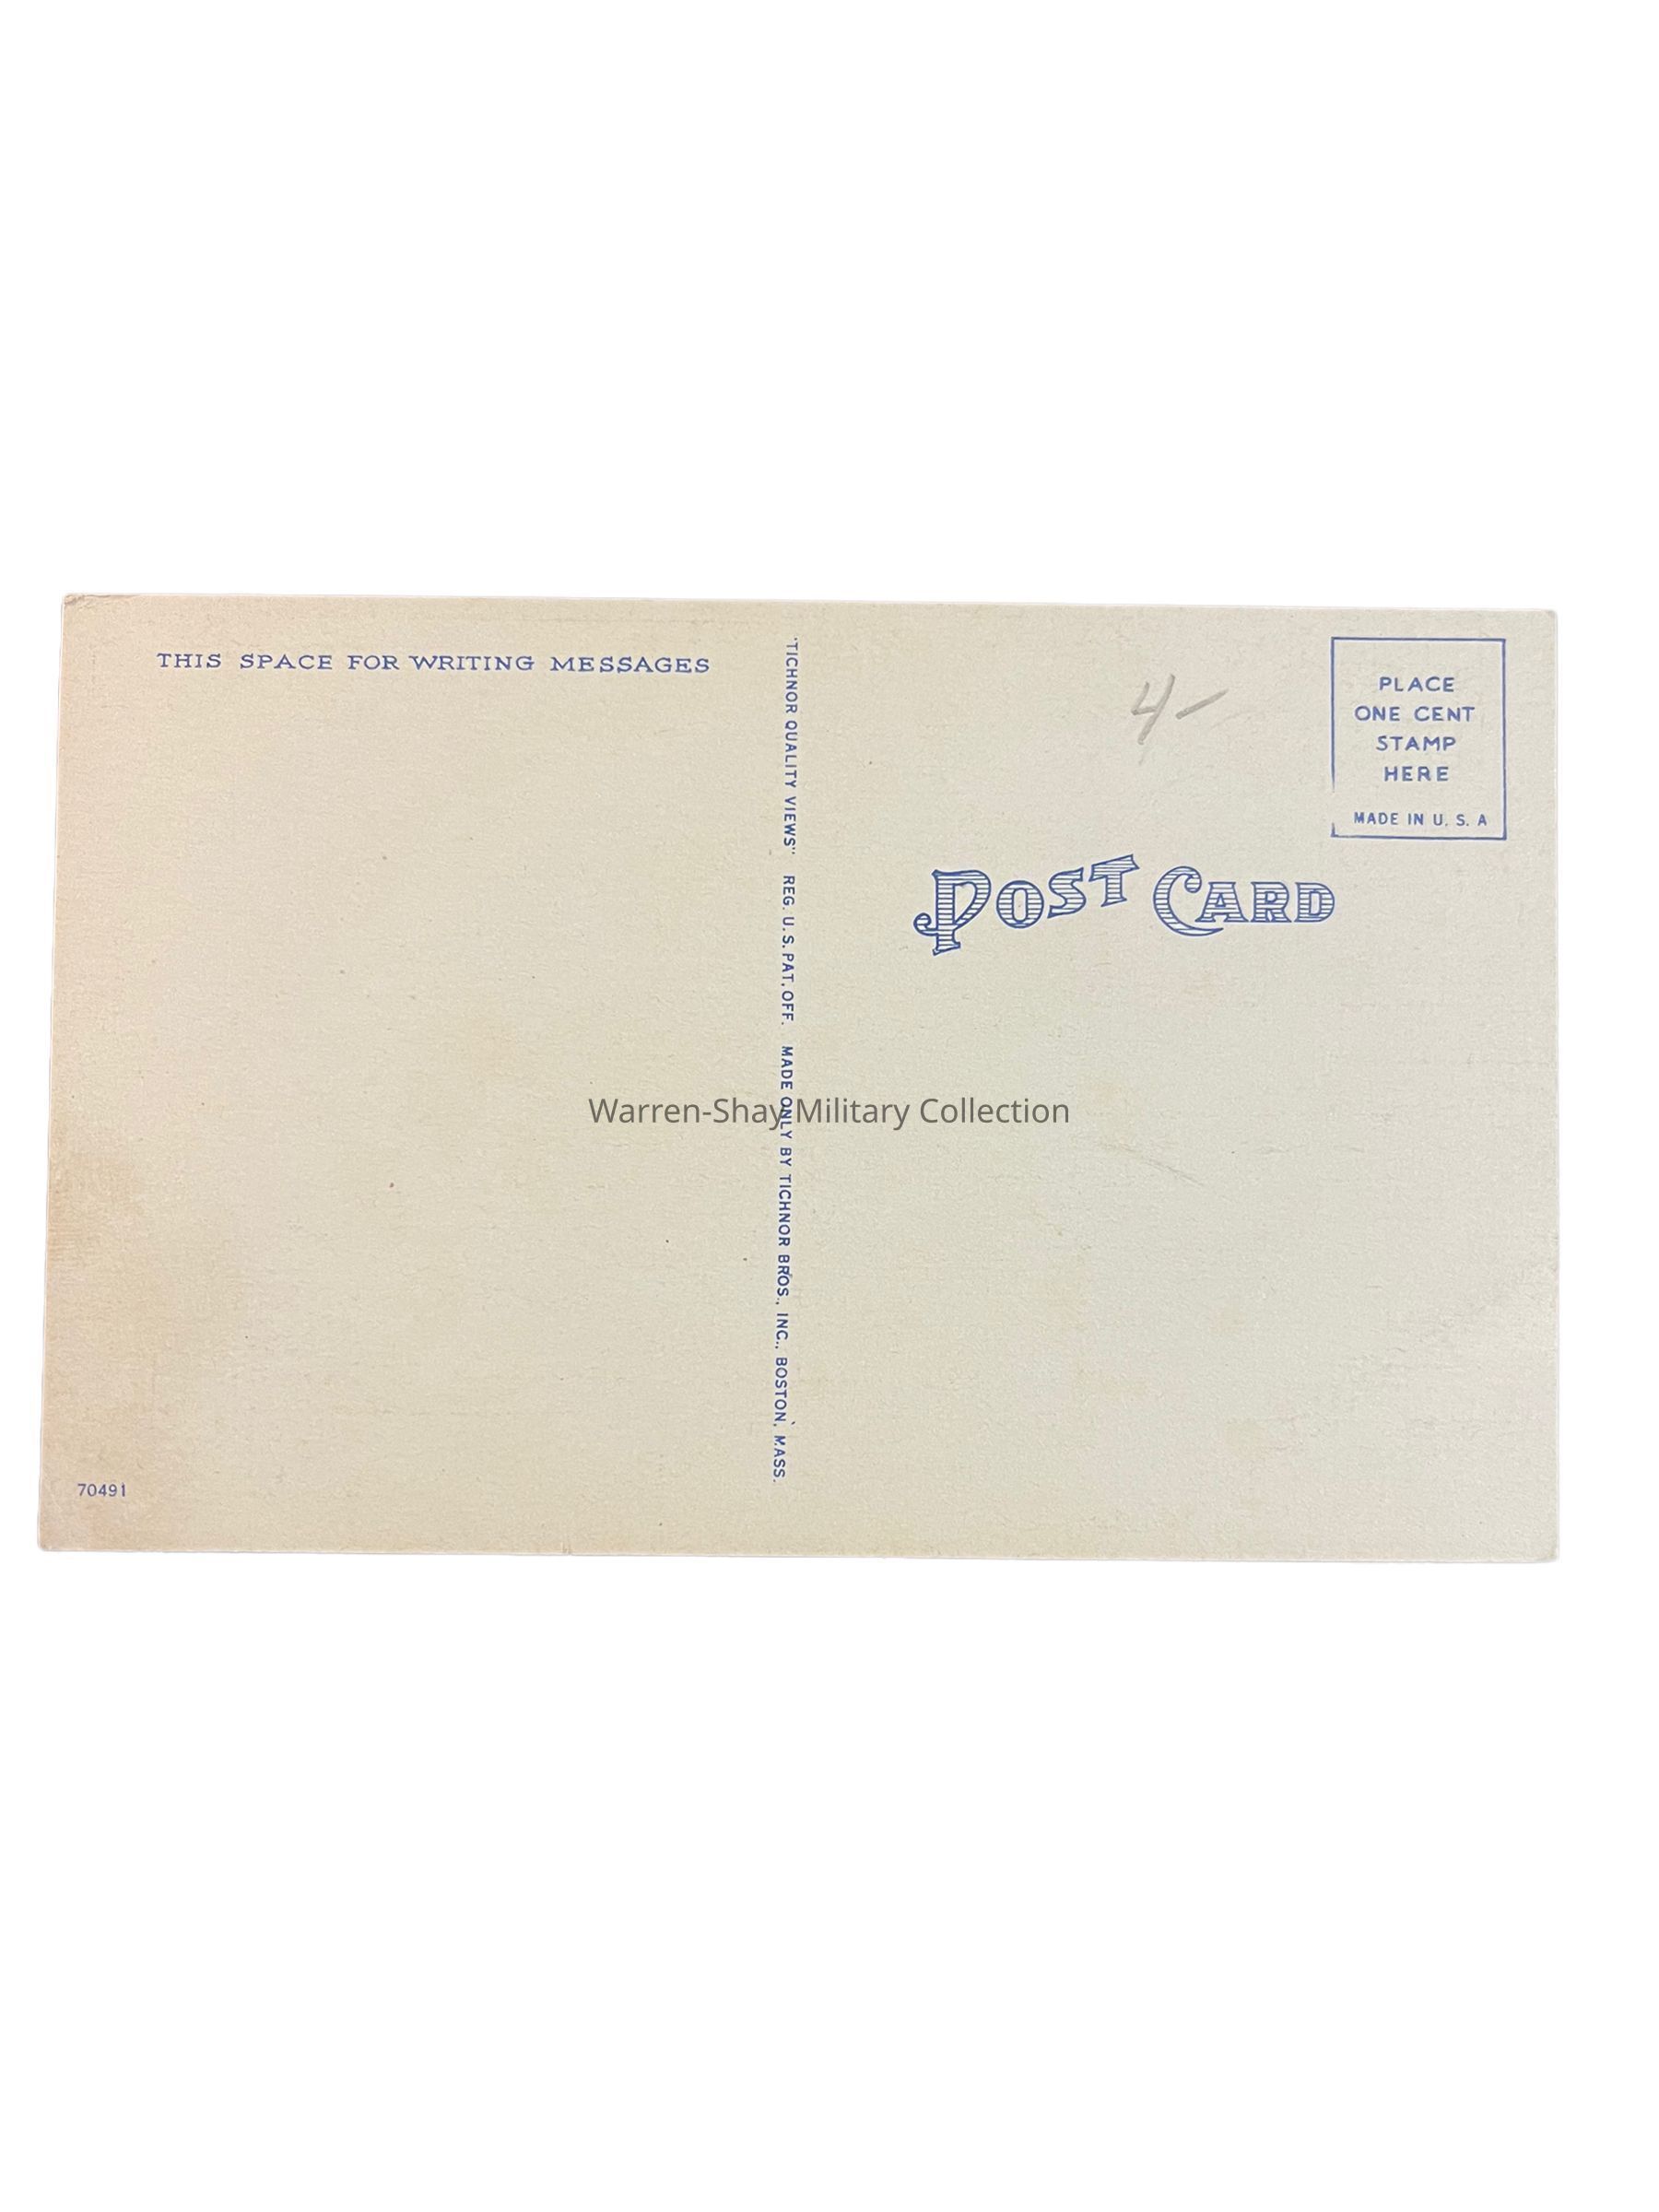 THIS SPACE FOR WRITING MESSAGES
"TICHNOR QUALITY VIEWS" REG. U. S. PAT. OFF. MADE ONLY BY TICHNOR BROS., INC., BOSTON, MASS.
4-
PLACE
ONE CENT
STAMP
HERE
MADE IN U. S. A
POST CARD
Warren-Shay Military Collection
70491